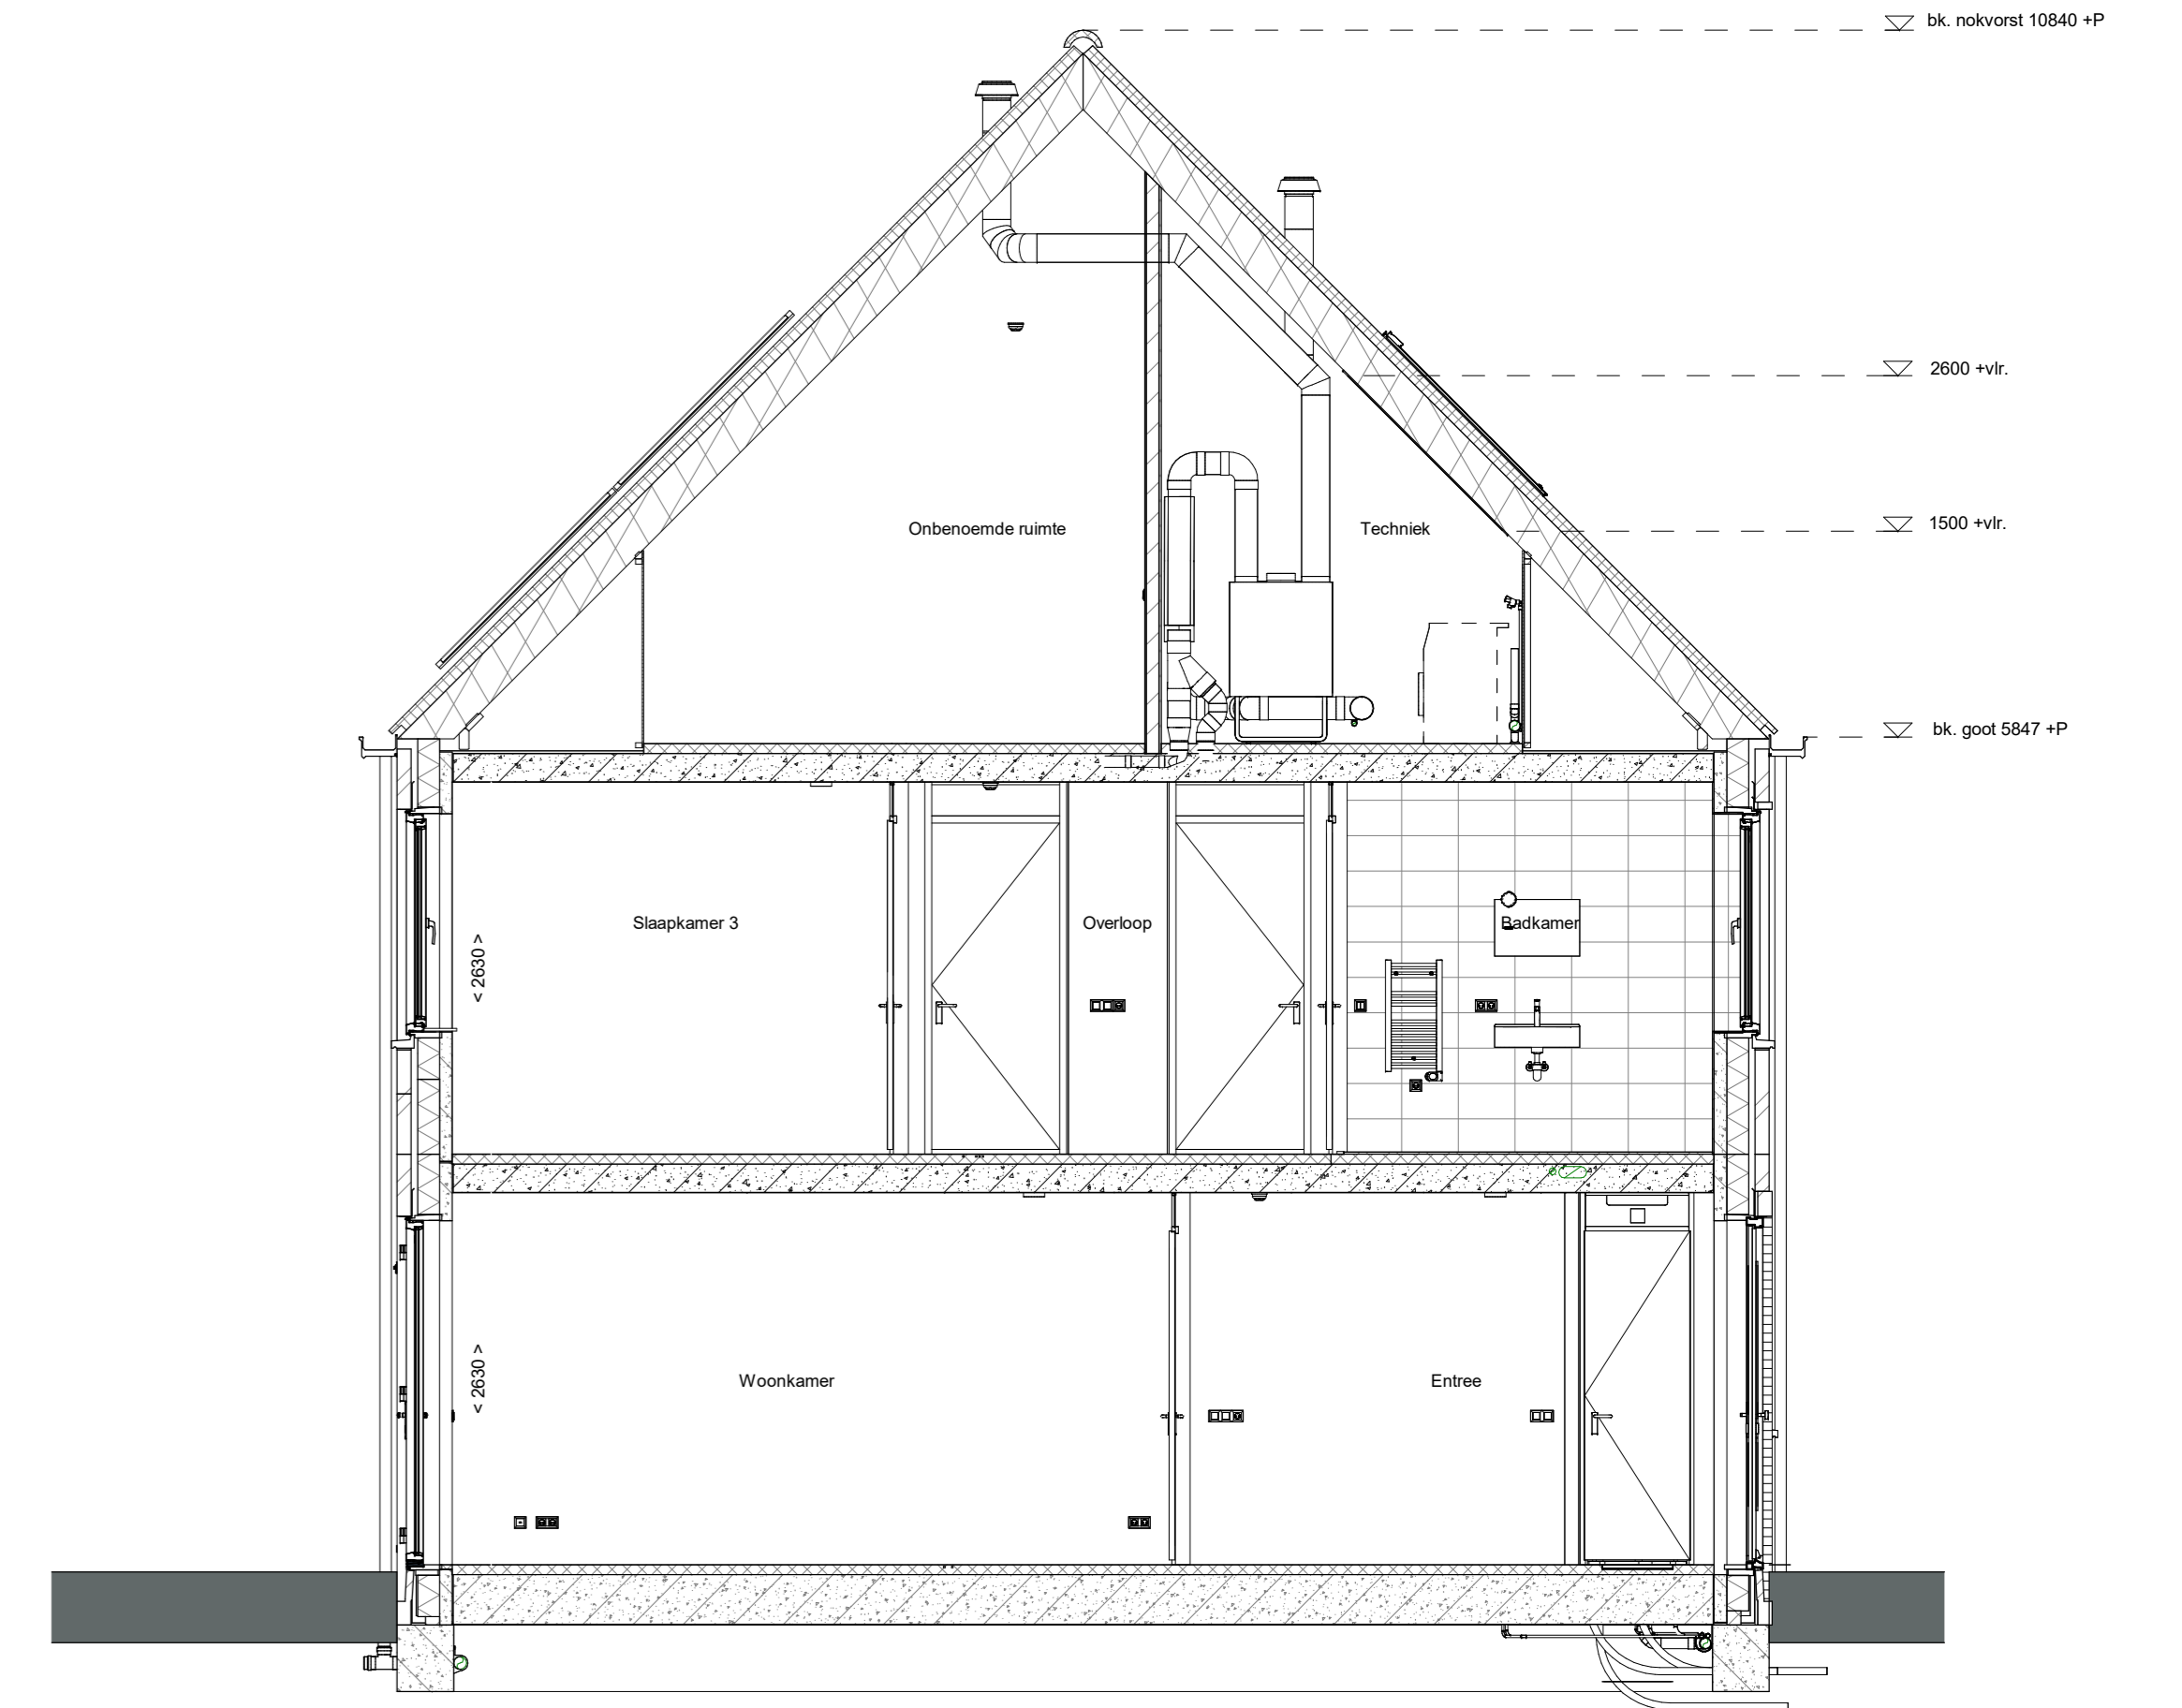 bk. nokvorst 10840 +P
2600 +vlr.
Onbenoemde ruimte
Techniek
1500 +vlr.
bk. goot 5847 +P
Slaapkamer 3
Overloop
Badkamer
< 2630 >
Woonkamer
Entree
< 2630 >